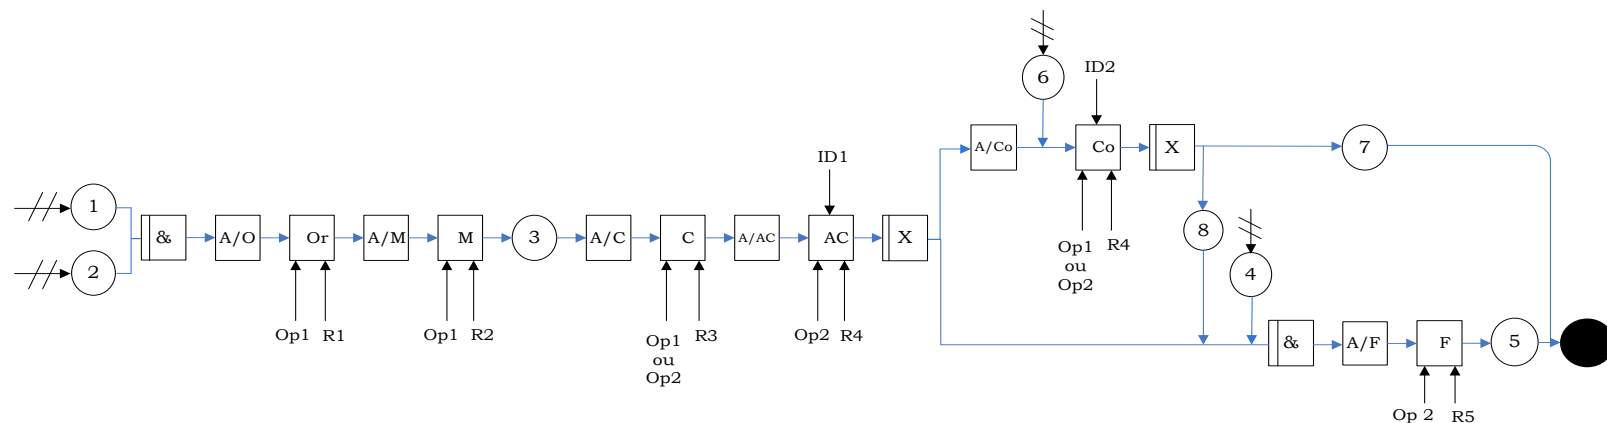 6
ID2
A/Co
Co
X
7
ID1
1
2
&
A/O
Or
A/M
M
3
A/C
C
A/AC
AC
X
Op1
ou
Op2
R4
8
4
Op1
R1
Op1
R2
Op1
ou
Op2
R3
Op2
R4
&
A/F
F
5
Op 2
R5